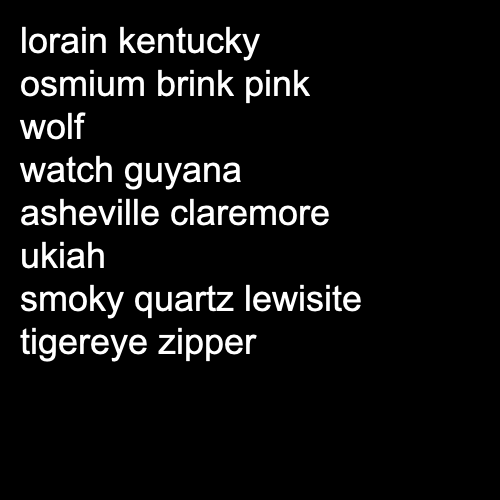 lorain kentucky
osmium brink pink
wolf
watch guyana
asheville claremore
ukiah
smoky quartz lewisite
tigereye zipper